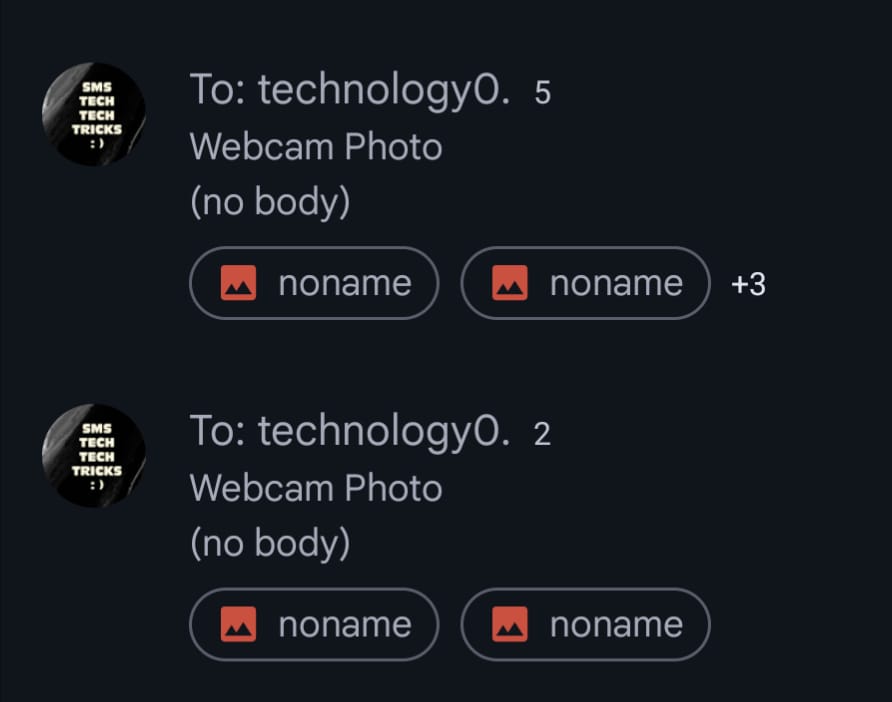 SMS
TECH
TECH
TRICKS
:)
To: technology0. 5
Webcam Photo
(no body)
noname noname +3
SMS
TECH
TECH
TRICKS
:)
To: technology0. 2
Webcam Photo
(no body)
noname noname